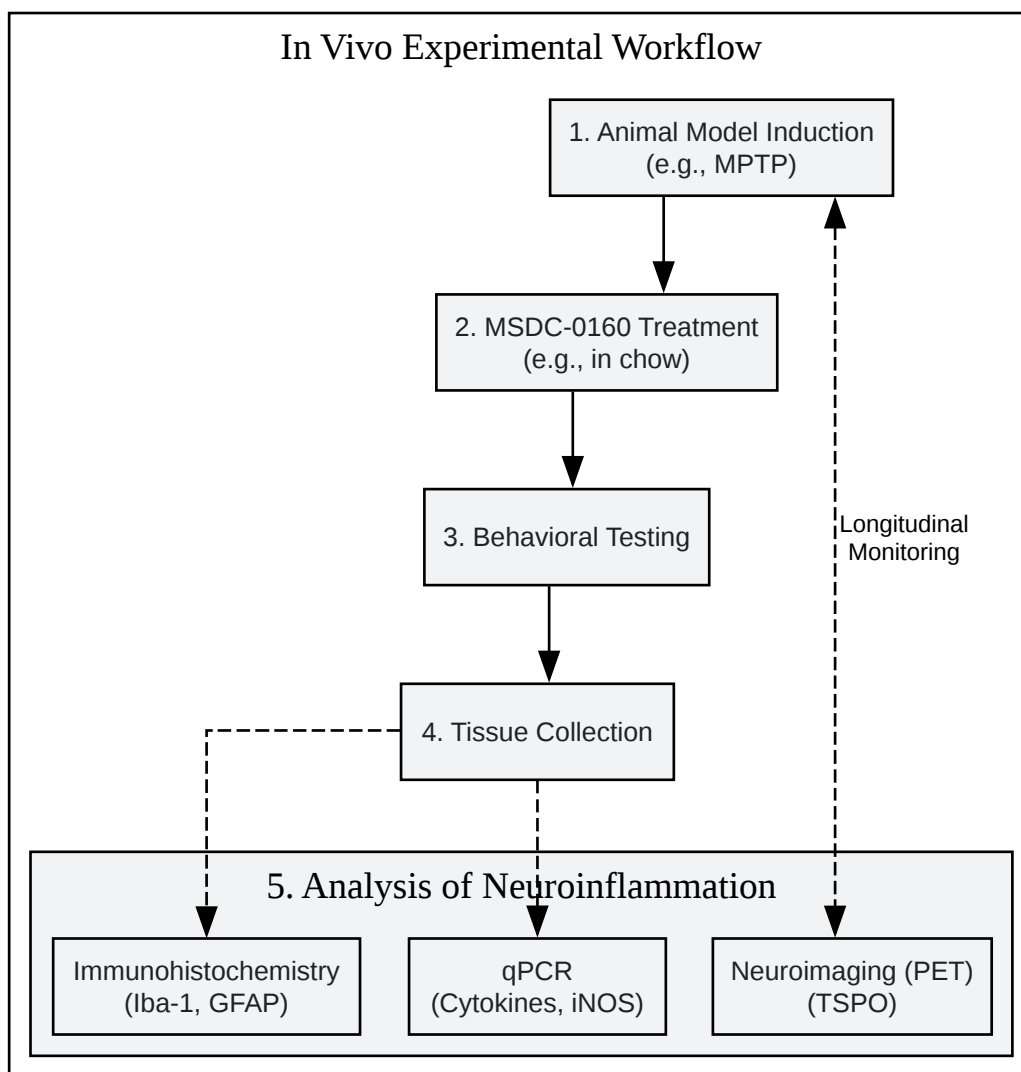 In Vivo Experimental Workflow
1. Animal Model Induction
(e.g., MPTP)
2. MSDC-0160 Treatment
(e.g., in chow)
3. Behavioral Testing
Longitudinal
Monitoring
4. Tissue Collection
5. Analysis of Neuroinflammation
Immunohistochemistry
(Iba-1, GFAP)
qPCR
(Cytokines, iNOS)
Neuroimaging (PET)
(TSPO)